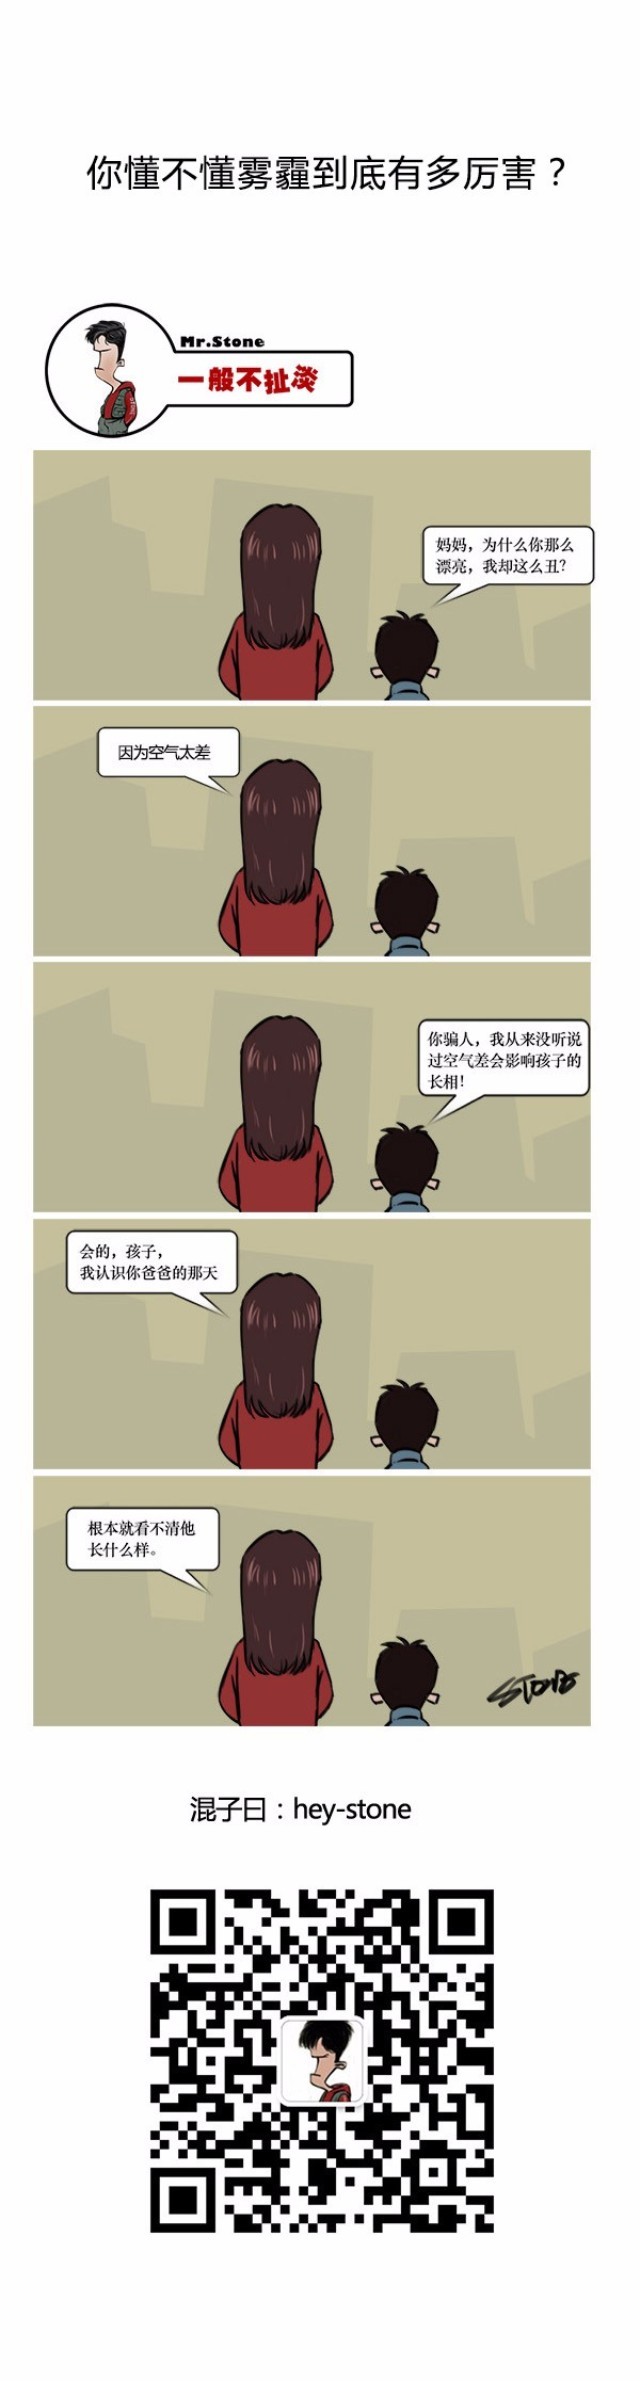 你懂不懂雾霾到底有多厉害？
Mr.Stone
一般不扯淡
妈妈，为什么你那么
漂亮，我却这么丑?
因为空气太差
你骗人，我从来没听说
过空气差会影响孩子的
长相!
会的，孩子，
我认识你爸爸的那天
根本就看不清他
长什么样。
STONE
混子曰：hey-stone